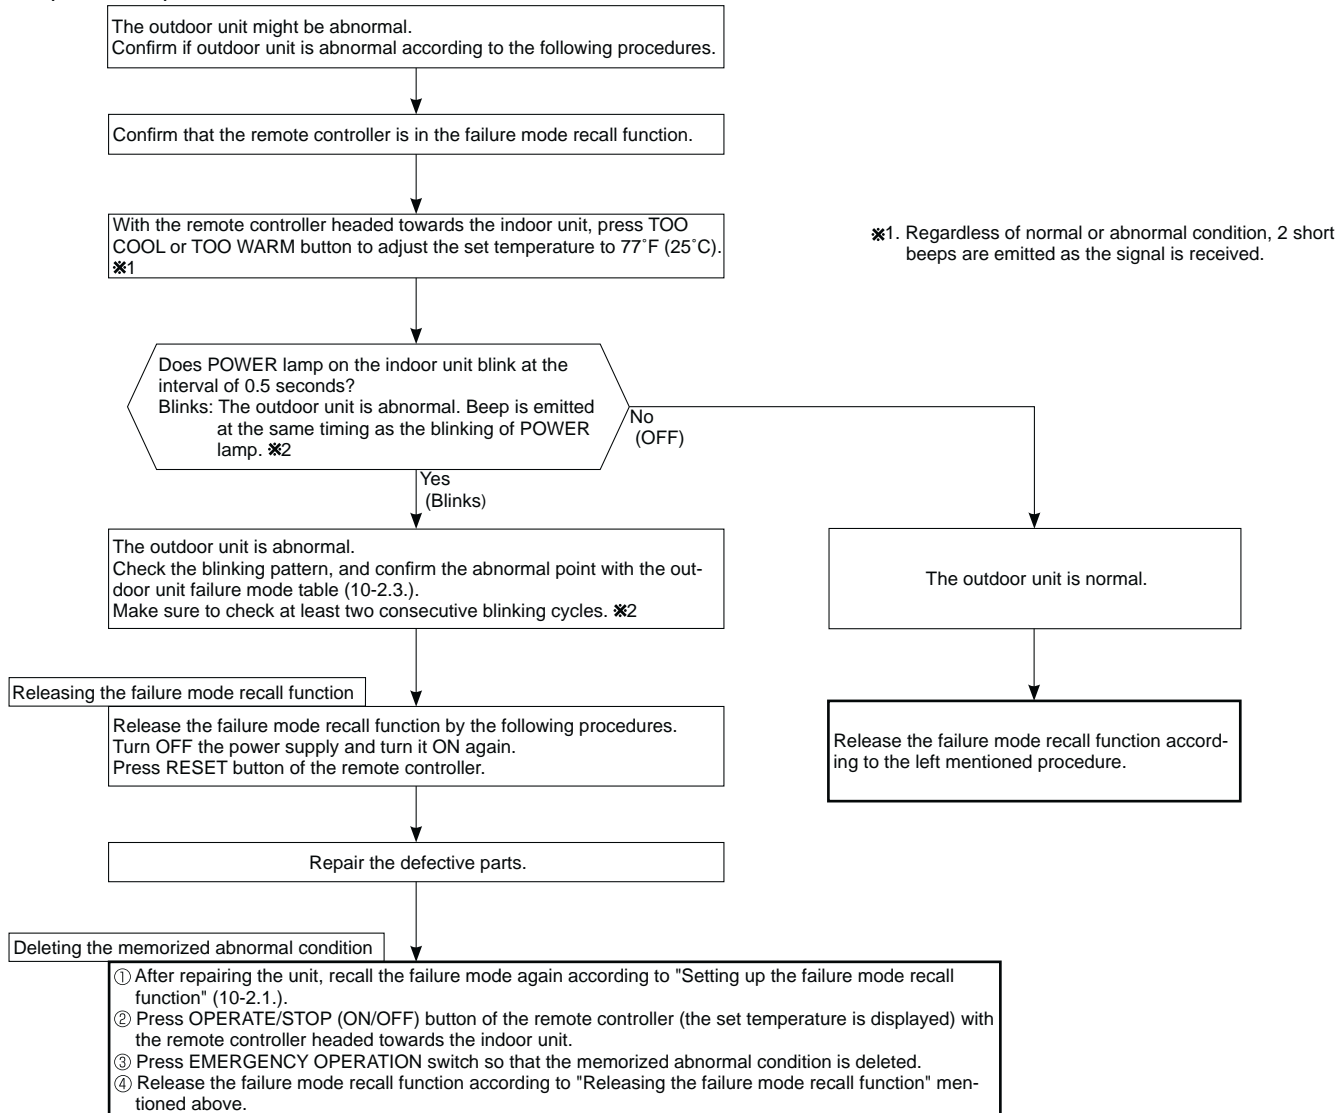 The outdoor unit might be abnormal.
Confirm if outdoor unit is abnormal according to the following procedures.
Confirm that the remote controller is in the failure mode recall function.
With the remote controller headed towards the indoor unit, press TOO
COOL or TOO WARM button to adjust the set temperature to 77˚F (25˚C).
※1
※1. Regardless of normal or abnormal condition, 2 short
beeps are emitted as the signal is received.
Does POWER lamp on the indoor unit blink at the
interval of 0.5 seconds?
Blinks: The outdoor unit is abnormal. Beep is emitted
at the same timing as the blinking of POWER
lamp. ※2
No
(OFF)
Yes
(Blinks)
The outdoor unit is abnormal.
Check the blinking pattern, and confirm the abnormal point with the out-
door unit failure mode table (10-2.3.).
Make sure to check at least two consecutive blinking cycles. ※2
The outdoor unit is normal.
Releasing the failure mode recall function
Release the failure mode recall function by the following procedures.
Turn OFF the power supply and turn it ON again.
Press RESET button of the remote controller.
Release the failure mode recall function accord-
ing to the left mentioned procedure.
Repair the defective parts.
Deleting the memorized abnormal condition
① After repairing the unit, recall the failure mode again according to "Setting up the failure mode recall
function" (10-2.1.).
② Press OPERATE/STOP (ON/OFF) button of the remote controller (the set temperature is displayed) with
the remote controller headed towards the indoor unit.
③ Press EMERGENCY OPERATION switch so that the memorized abnormal condition is deleted.
④ Release the failure mode recall function according to "Releasing the failure mode recall function" men-
tioned above.